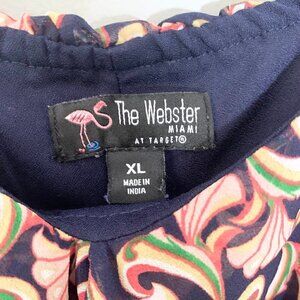 The Webster
MIAMI
AT TARGET®
XL
MADE IN
INDIA